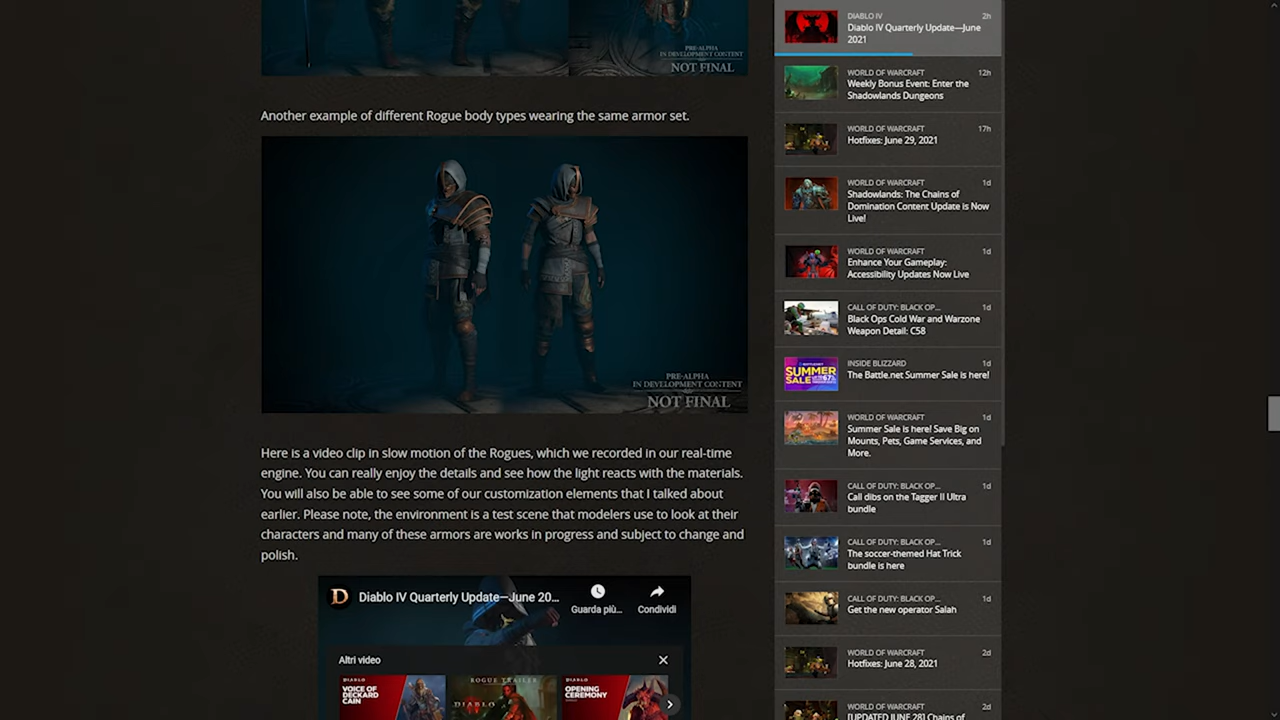 PRE-ALPHA
IN DEVELOPMENT CONTENT
NOT FINAL
Another example of different Rogue body types wearing the same armor set.
PRE-ALPHA
IN DEVELOPMENT CONTENT
NOT FINAL
Here is a video clip in slow motion of the Rogues, which we recorded in our real-time
engine. You can really enjoy the details and see how the light reacts with the materials.
You will also be able to see some of our customization elements that I talked about
earlier. Please note, the environment is a test scene that modelers use to look at their
characters and many of these armors are works in progress and subject to change and
polish.
Diablo IV Quarterly Update—June 20...
Guarda più...
Condividi
Altri video
DIABLO
VOICE OF
DECKARD
CAIN
ROGUE TRAILER
DIABLO
DIABLO
OPENING
CEREMONY
DIABLO IV 2h
Diablo IV Quarterly Update—June
2021
WORLD OF WARCRAFT 12h
Weekly Bonus Event: Enter the
Shadowlands Dungeons
WORLD OF WARCRAFT 17h
Hotfixes: June 29, 2021
WORLD OF WARCRAFT 1d
Shadowlands: The Chains of
Domination Content Update is Now
Live!
WORLD OF WARCRAFT 1d
Enhance Your Gameplay:
Accessibility Updates Now Live
CALL OF DUTY: BLACK OP... 1d
Black Ops Cold War and Warzone
Weapon Detail: C58
INSIDE BLIZZARD 1d
The Battle.net Summer Sale is here!
SUMMER
SALE
67%
WORLD OF WARCRAFT 1d
Summer Sale is here! Save Big on
Mounts, Pets, Game Services, and
More.
CALL OF DUTY: BLACK OP... 1d
Call dibs on the Tagger II Ultra
bundle
CALL OF DUTY: BLACK OP... 1d
The soccer-themed Hat Trick
bundle is here
CALL OF DUTY: BLACK OP... 1d
Get the new operator Salah
WORLD OF WARCRAFT 2d
Hotfixes: June 28, 2021
WORLD OF WARCRAFT 2d
[UPDATED JUNE 28] Chains of